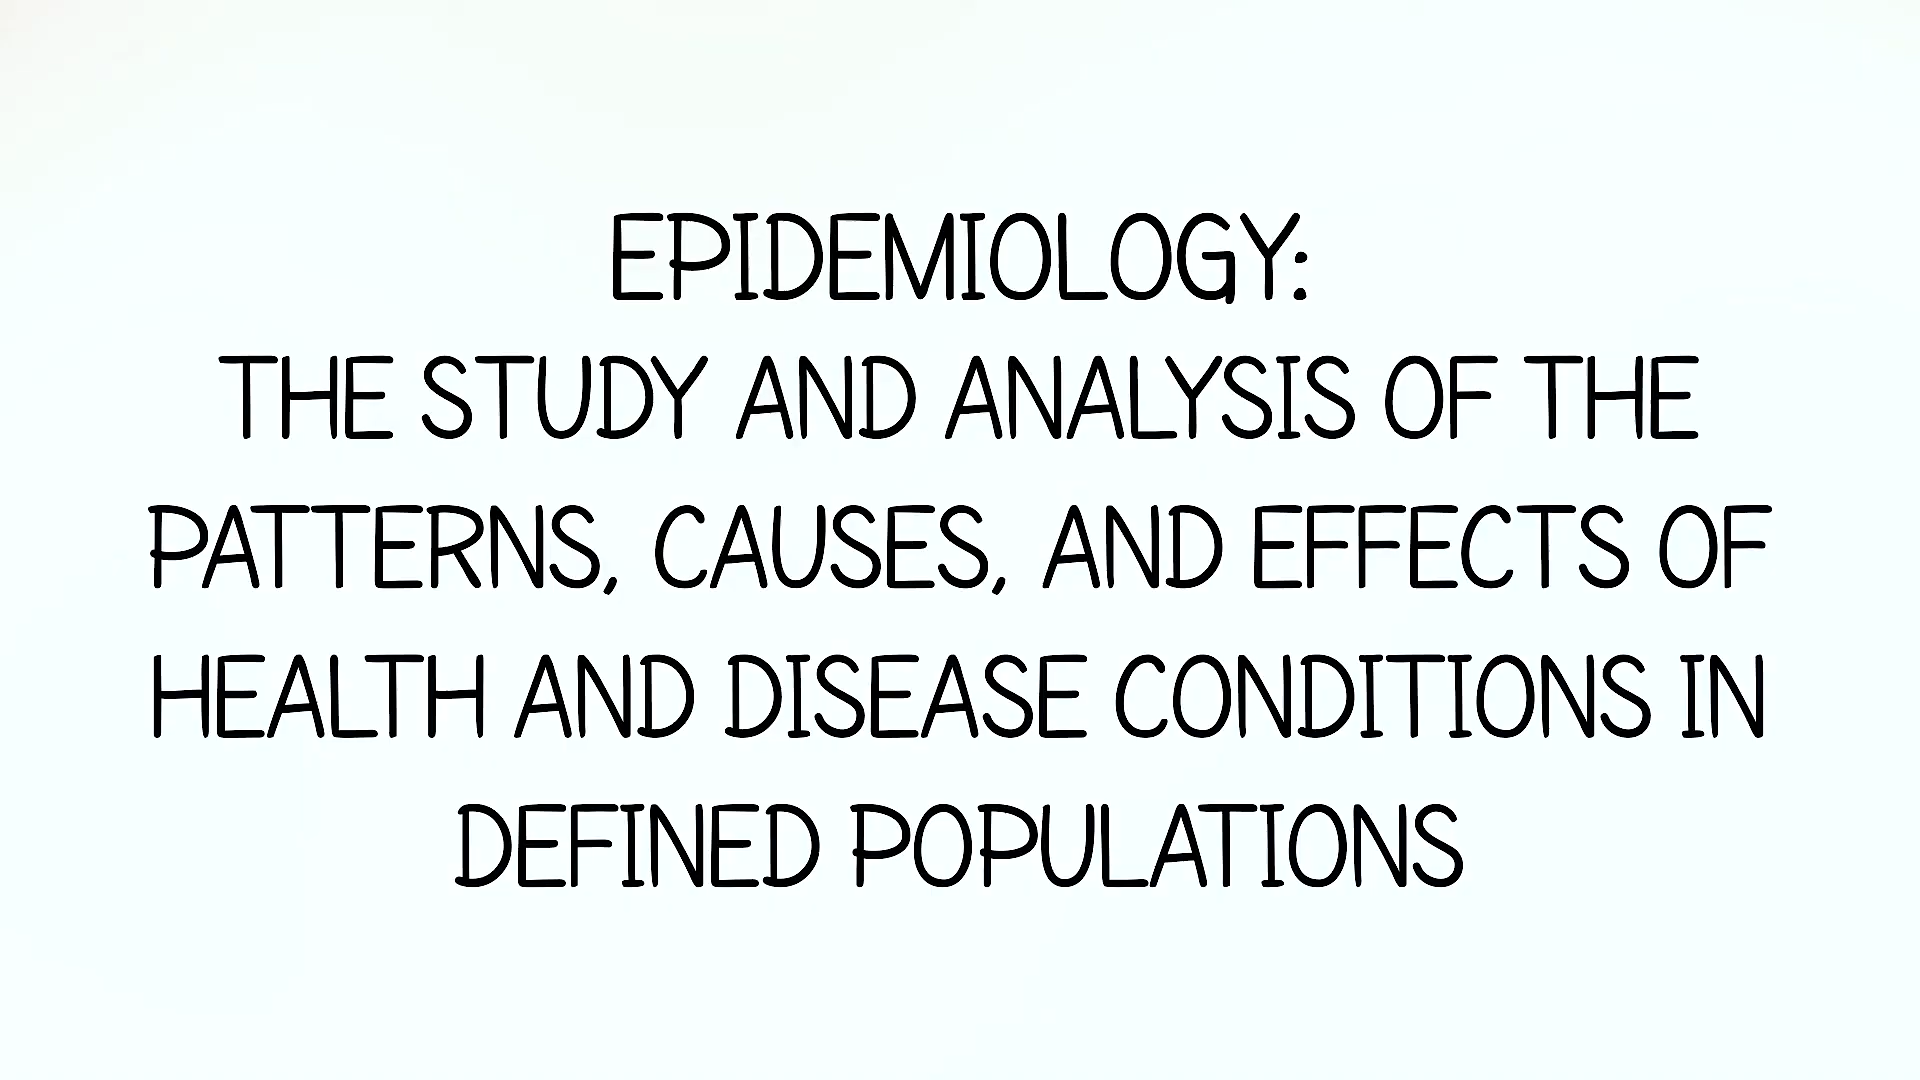 EPIDEMIOLOGY:
THE STUDY AND ANALYSIS OF THE
PATTERNS, CAUSES, AND EFFECTS OF
HEALTH AND DISEASE CONDITIONS IN
DEFINED POPULATIONS